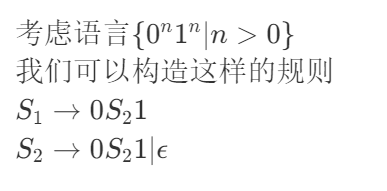 考虑语言{0ⁿ1ⁿ|n > 0}
我们可以构造这样的规则
S₁ → 0S₂1
S₂ → 0S₂1|ϵ